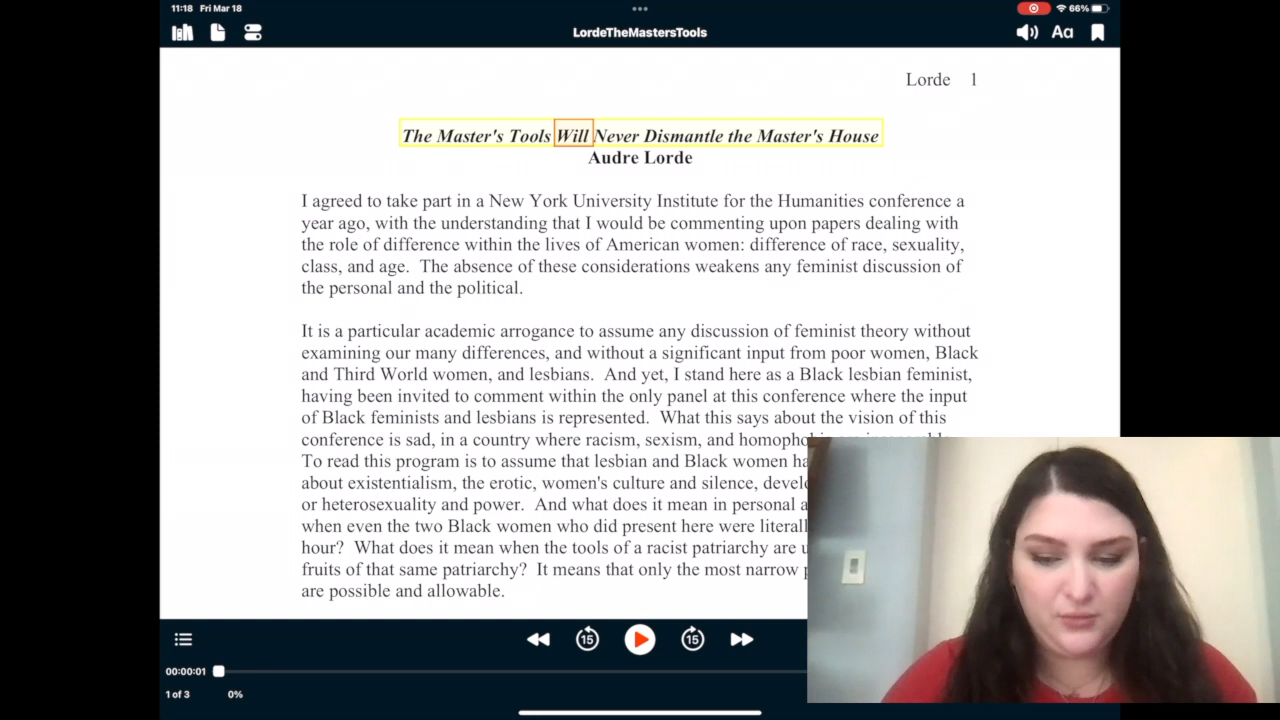 11:18 Fri Mar 18
66%
LordeTheMastersTools
Aa
Lorde 1
The Master's Tools Will Never Dismantle the Master's House
Audre Lorde
I agreed to take part in a New York University Institute for the Humanities conference a
year ago, with the understanding that I would be commenting upon papers dealing with
the role of difference within the lives of American women: difference of race, sexuality,
class, and age. The absence of these considerations weakens any feminist discussion of
the personal and the political.
It is a particular academic arrogance to assume any discussion of feminist theory without
examining our many differences, and without a significant input from poor women, Black
and Third World women, and lesbians. And yet, I stand here as a Black lesbian feminist,
having been invited to comment within the only panel at this conference where the input
of Black feminists and lesbians is represented. What this says about the vision of this
conference is sad, in a country where racism, sexism, and
To read this program is to assume that lesbian and Black women
about existentialism, the erotic, women's culture and silence,
or heterosexuality and power. And what does it mean in personal
when even the two Black women who did present here were
hour? What does it mean when the tools of a racist patriarchy are
fruits of that same patriarchy? It means that only the most narrow
are possible and allowable.
15
15
00:00:01
1 of 3 0%